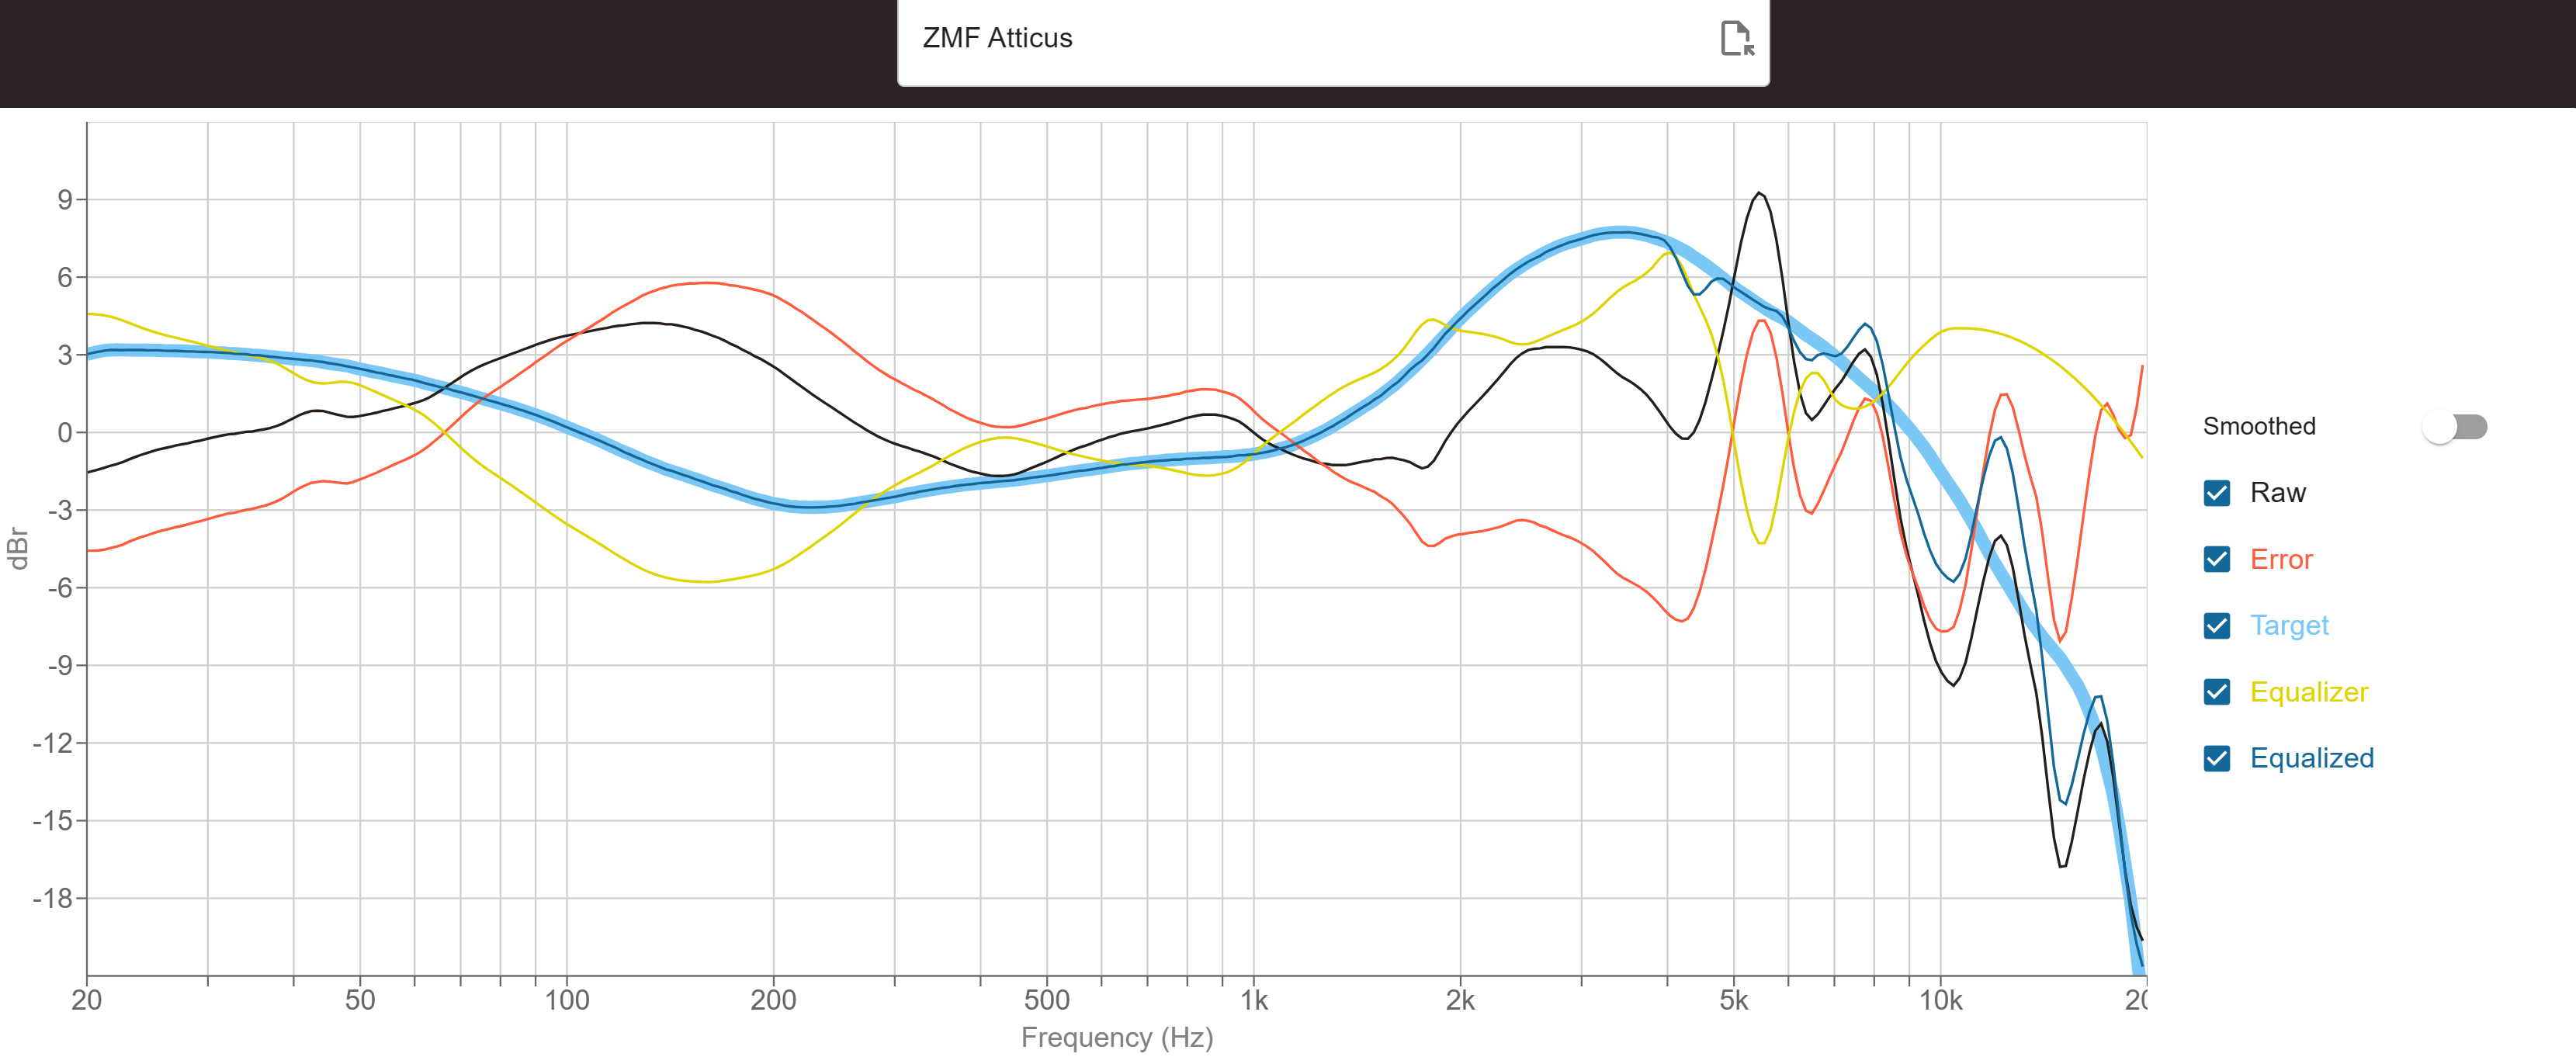 ZMF Atticus
9
6
3
0
-3
-6
-9
-12
-15
-18
dBr
20 50 100 200 500 1k 2k 5k 10k
Frequency (Hz)
Smoothed
Raw
Error
Target
Equalizer
Equalized